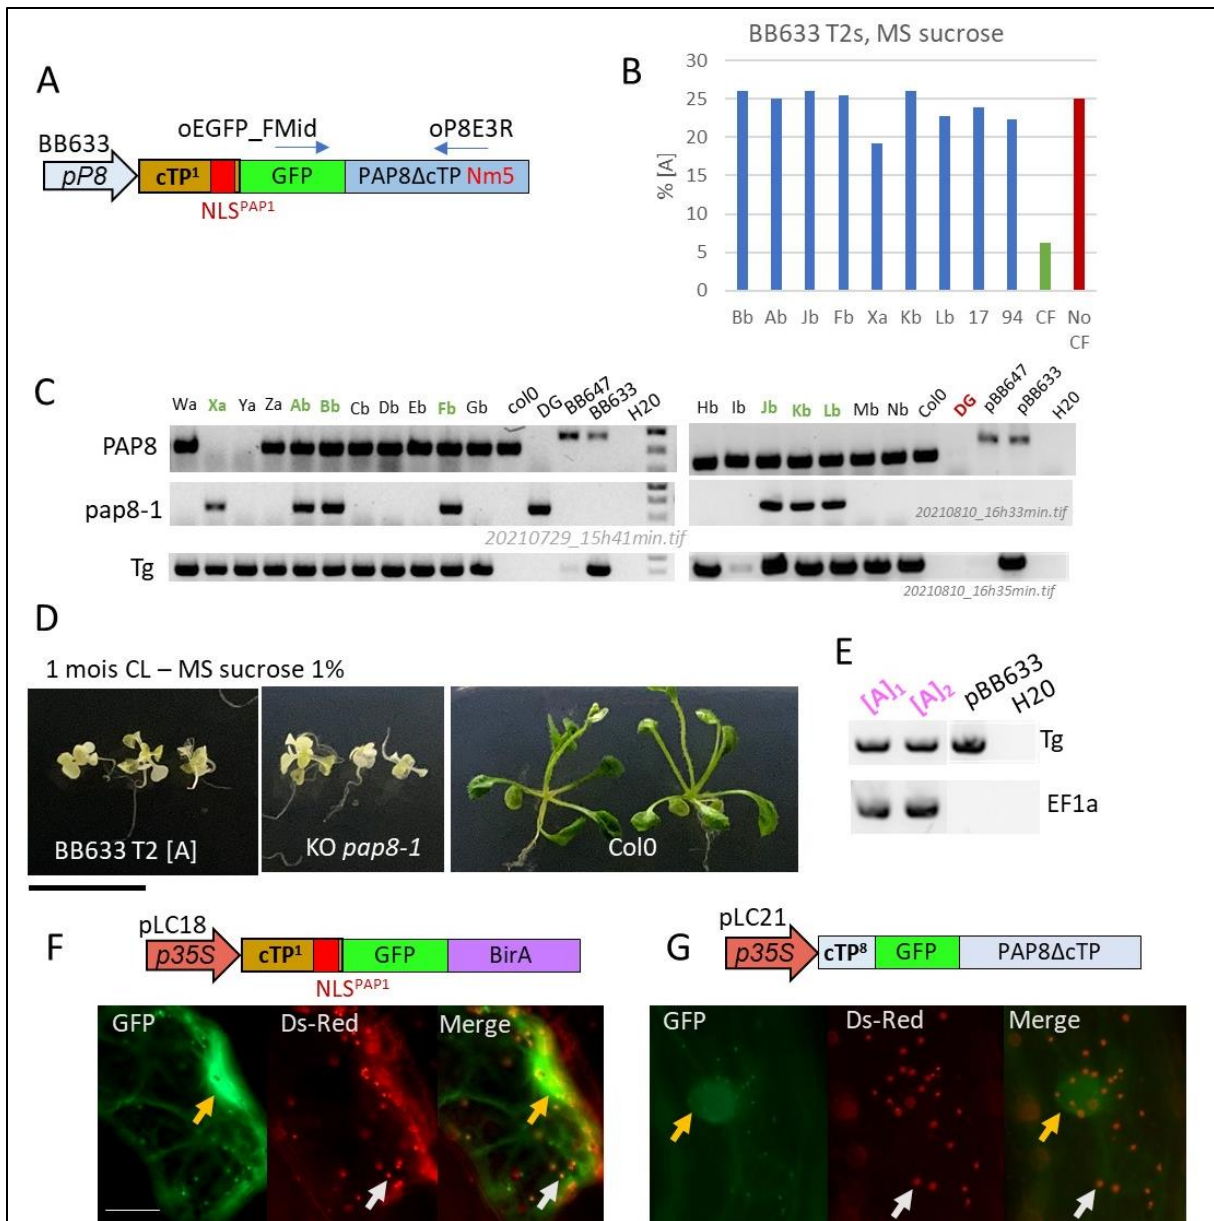 A
BB633
pP8
cTP¹
NLSᴾᴬᴾ¹
oEGFP_FMid
GFP
oP8E3R
PAP8ΔcTP Nm5
B
BB633 T2s, MS sucrose
% [A]
30
25
20
15
10
5
0
Bb Ab Jb Fb Xa Kb Lb 17 94 CF No CF
C
Wa Xa Ya Za Ab Bb Cb Db Eb Fb Gb col0 DG BB647 BB633 H20
Hb Ib Jb Kb Lb Mb Nb Col0 DG pBB647 pBB633 H20
PAP8
pap8-1
20210729_15h41min.tif
20210810_16h33min.tif
Tg
20210810_16h35min.tif
D
1 mois CL – MS sucrose 1%
BB633 T2 [A]
KO pap8-1
Col0
E
[A]₁ [A]₂ pBB633 H20
Tg
EF1a
F
pLC18
p35S
cTP¹
NLSᴾᴬᴾ¹
GFP
BirA
GFP Ds-Red Merge
G
pLC21
p35S
cTP⁸
GFP
PAP8ΔcTP
GFP Ds-Red Merge